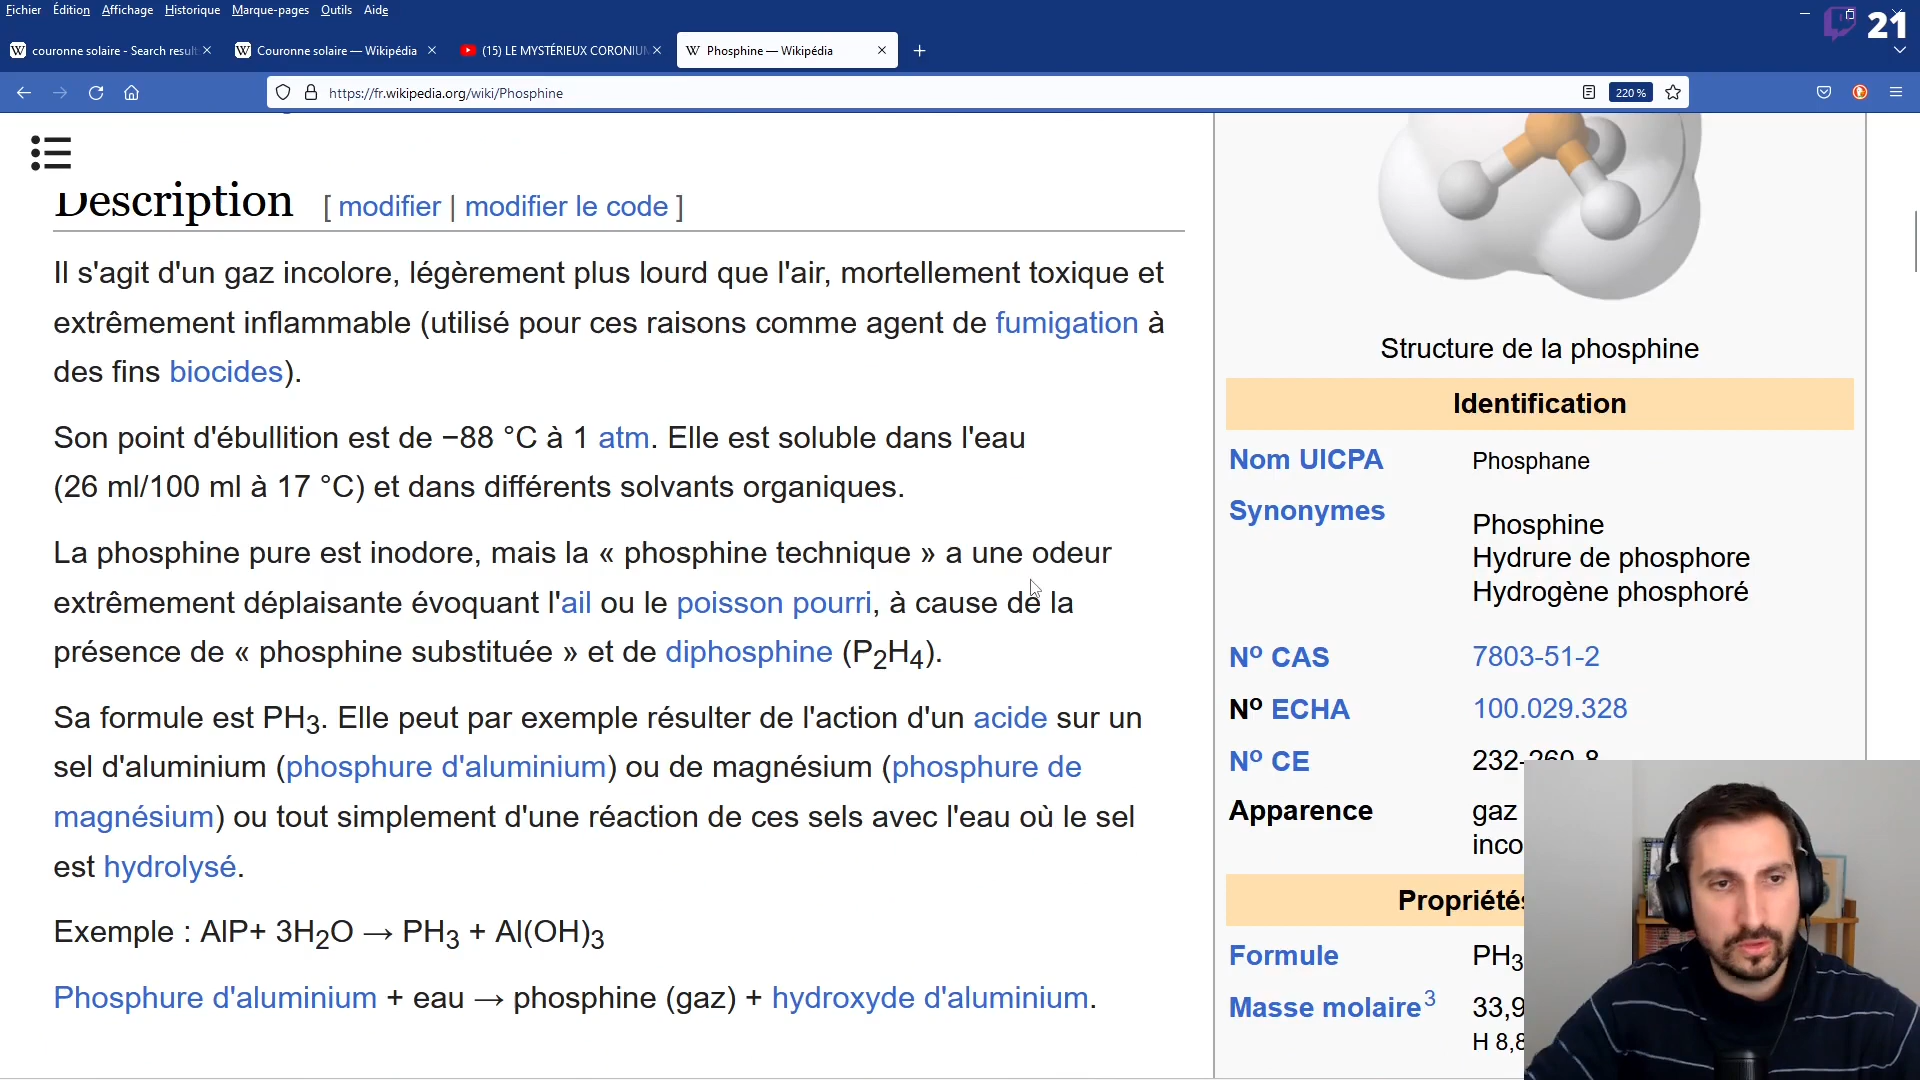 Fichier Édition Affichage Historique Marque-pages Outils Aide
21
couronne solaire - Search result
Couronne solaire — Wikipédia
(15) LE MYSTÉRIEUX CORONIUM
Phosphine — Wikipédia
https://fr.wikipedia.org/wiki/Phosphine
220 %
Description [ modifier | modifier le code ]
Il s'agit d'un gaz incolore, légèrement plus lourd que l'air, mortellement toxique et
extrêmement inflammable (utilisé pour ces raisons comme agent de fumigation à
des fins biocides).
Son point d'ébullition est de −88 °C à 1 atm. Elle est soluble dans l'eau
(26 ml/100 ml à 17 °C) et dans différents solvants organiques.
La phosphine pure est inodore, mais la « phosphine technique » a une odeur
extrêmement déplaisante évoquant l'ail ou le poisson pourri, à cause de la
présence de « phosphine substituée » et de diphosphine (P2H4).
Sa formule est PH3. Elle peut par exemple résulter de l'action d'un acide sur un
sel d'aluminium (phosphure d'aluminium) ou de magnésium (phosphure de
magnésium) ou tout simplement d'une réaction de ces sels avec l'eau où le sel
est hydrolysé.
Exemple : AlP+ 3H2O → PH3 + Al(OH)3
Phosphure d'aluminium + eau → phosphine (gaz) + hydroxyde d'aluminium.
Structure de la phosphine
Identification
Nom UICPA Phosphane
Synonymes
Phosphine
Hydrure de phosphore
Hydrogène phosphoré
No CAS 7803-51-2
No ECHA 100.029.328
No CE 232-260-8
Apparence gaz
inco
Propriétés
Formule PH3
Masse molaire3 33,9
H 8,8